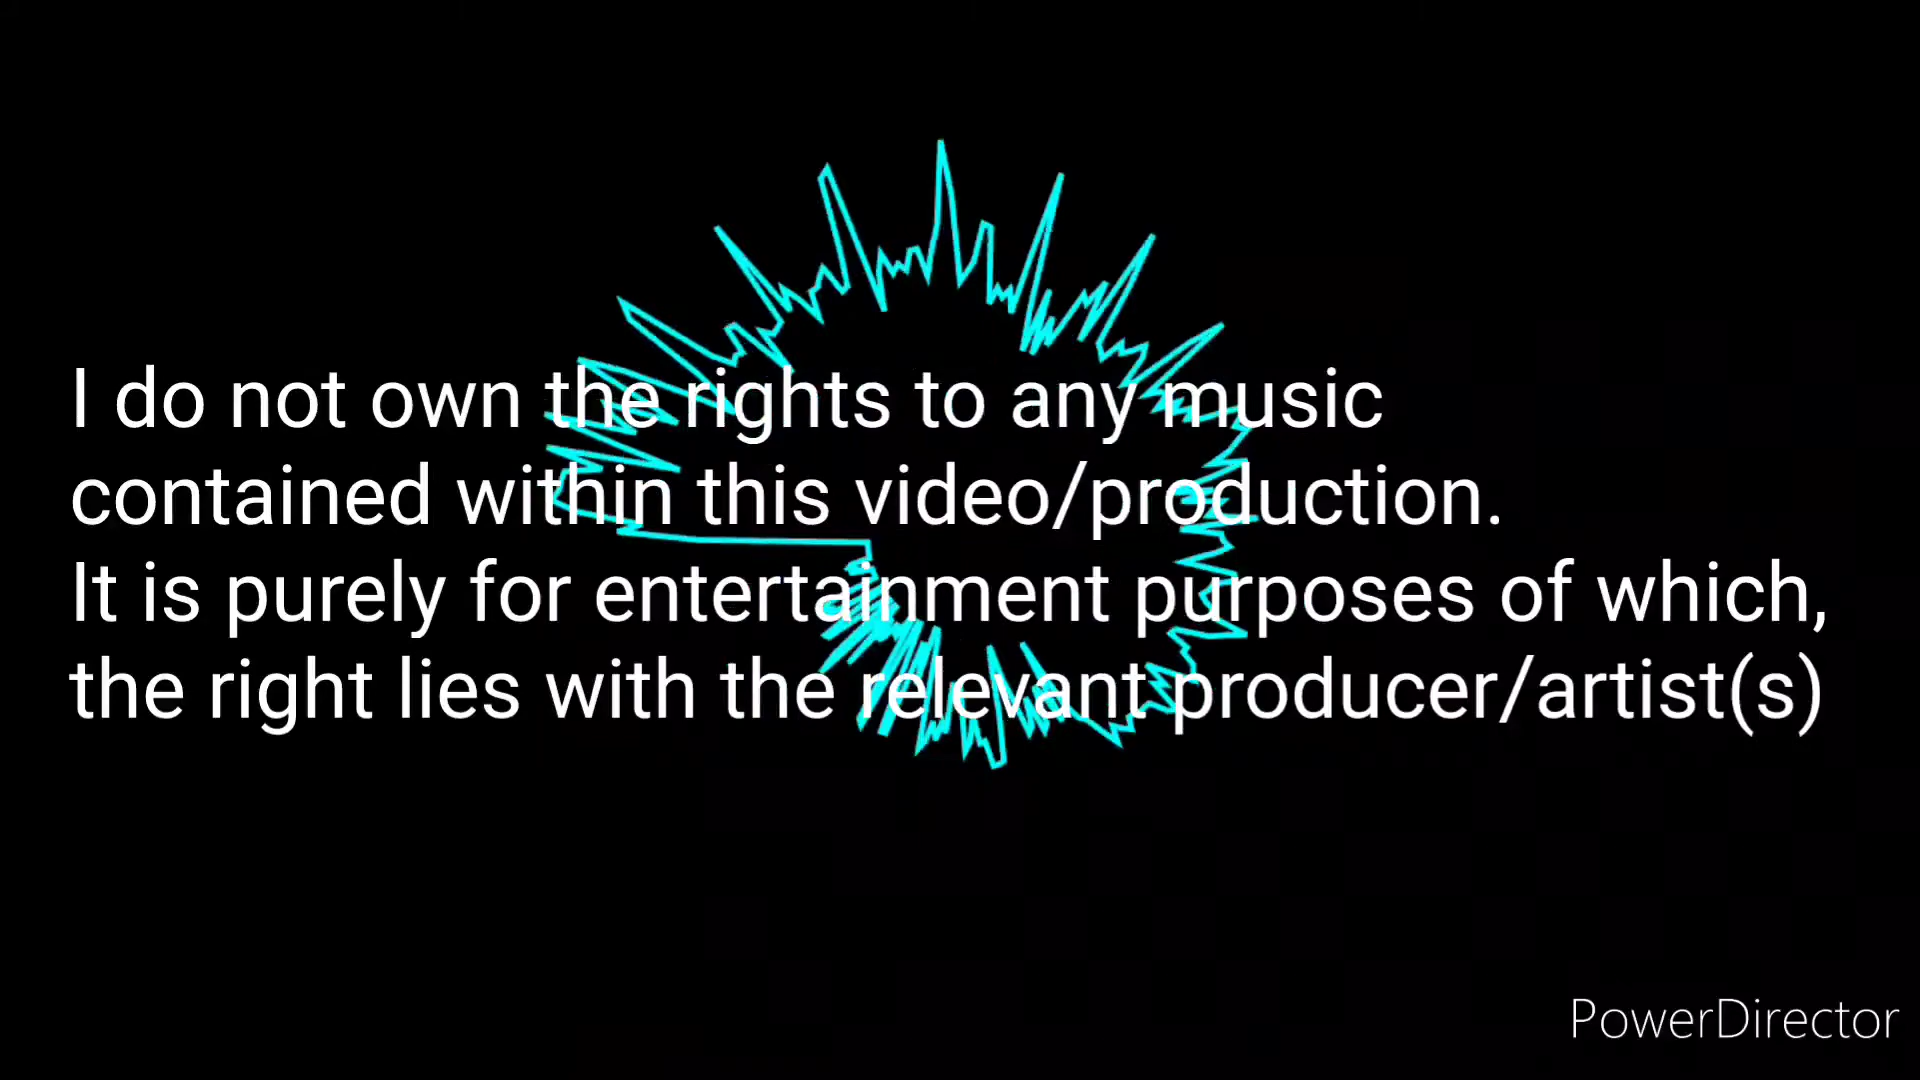 I do not own the rights to any music
contained within this video/production.
It is purely for entertainment purposes of which,
the right lies with the relevant producer/artist(s)
PowerDirector